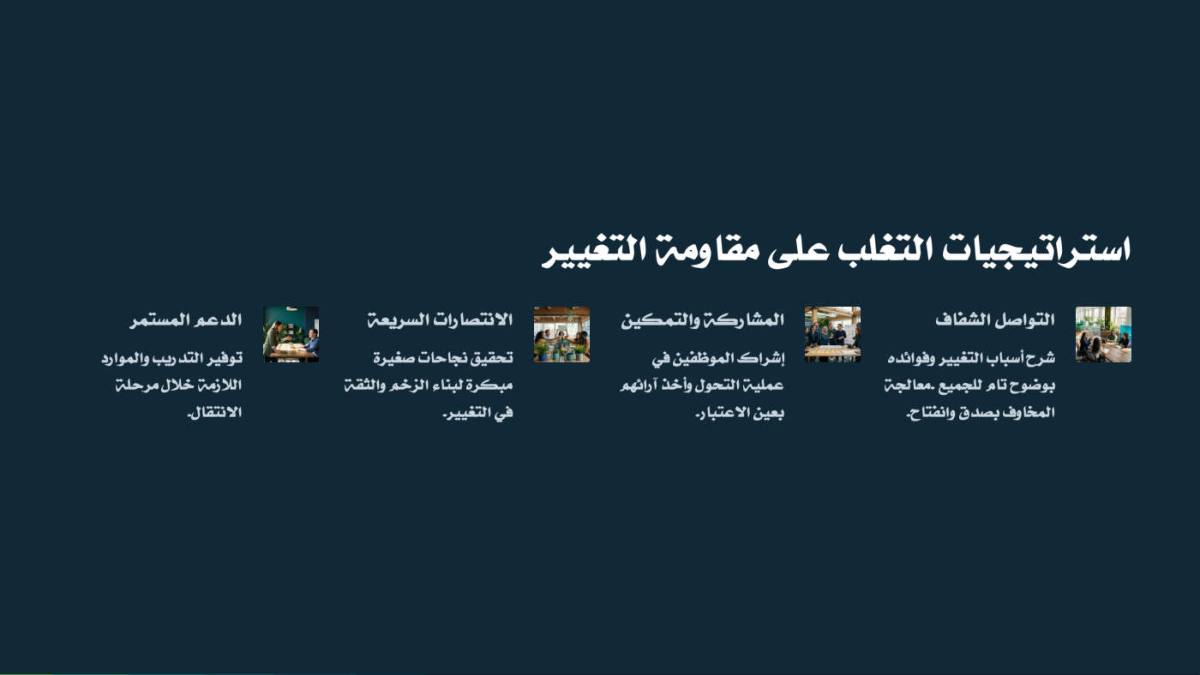 استراتيجيات التغلب على مقاومة التغيير
التواصل الشفاف
شرح أسباب التغيير وفوائده
بوضوح تام للجميع .معالجة
المخاوف بصدق وانفتاح.
المشاركة والتمكين
إشراك الموظفين في
عملية التحول وأخذ آرائهم
بعين الاعتبار.
الانتصارات السريعة
تحقيق نجاحات صغيرة
مبكرة لبناء الزخم والثقة
في التغيير.
الدعم المستمر
توفير التدريب والموارد
اللازمة خلال مرحلة
الانتقال.